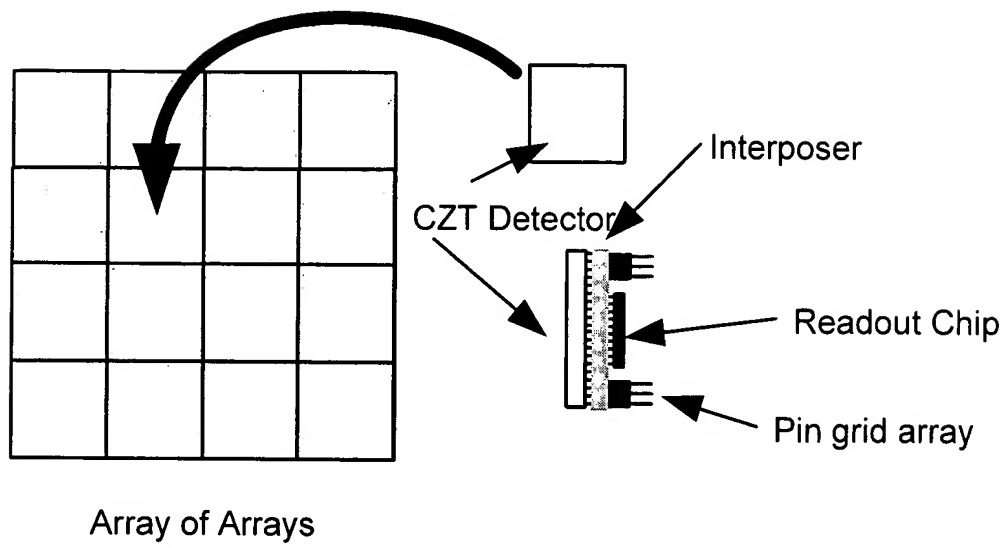 Interposer
CZT Detector
Readout Chip
Pin grid array
Array of Arrays